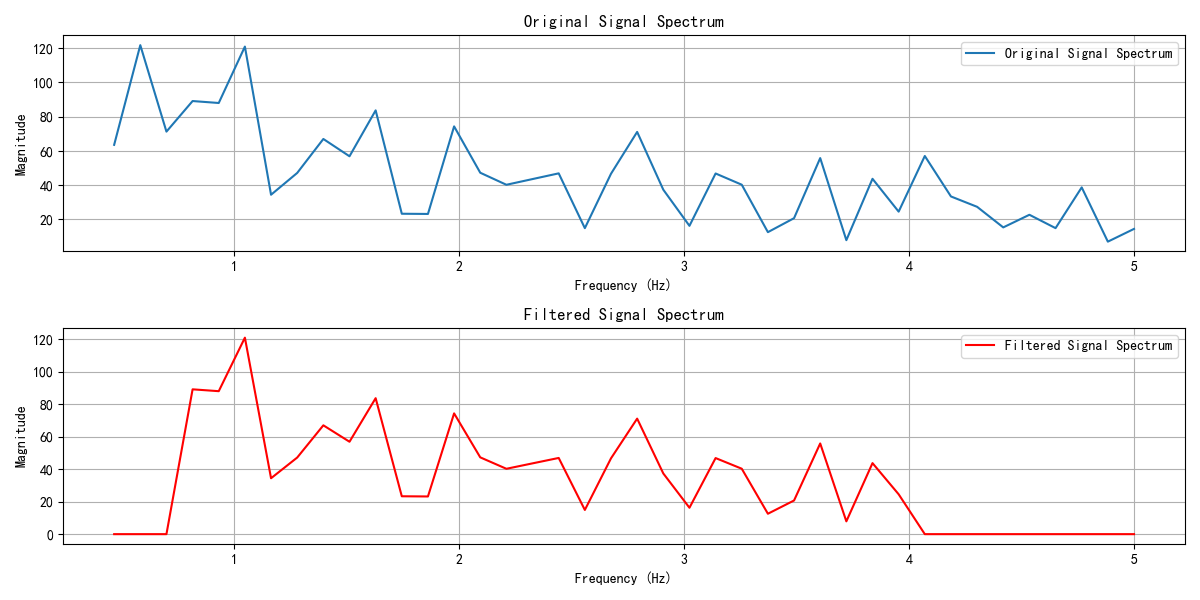 Original Signal Spectrum
120
100
80
60
40
20
Magnitude
Original Signal Spectrum
1 2 3 4 5
Frequency (Hz)
Filtered Signal Spectrum
120
100
80
60
40
20
0
Magnitude
Filtered Signal Spectrum
1 2 3 4 5
Frequency (Hz)